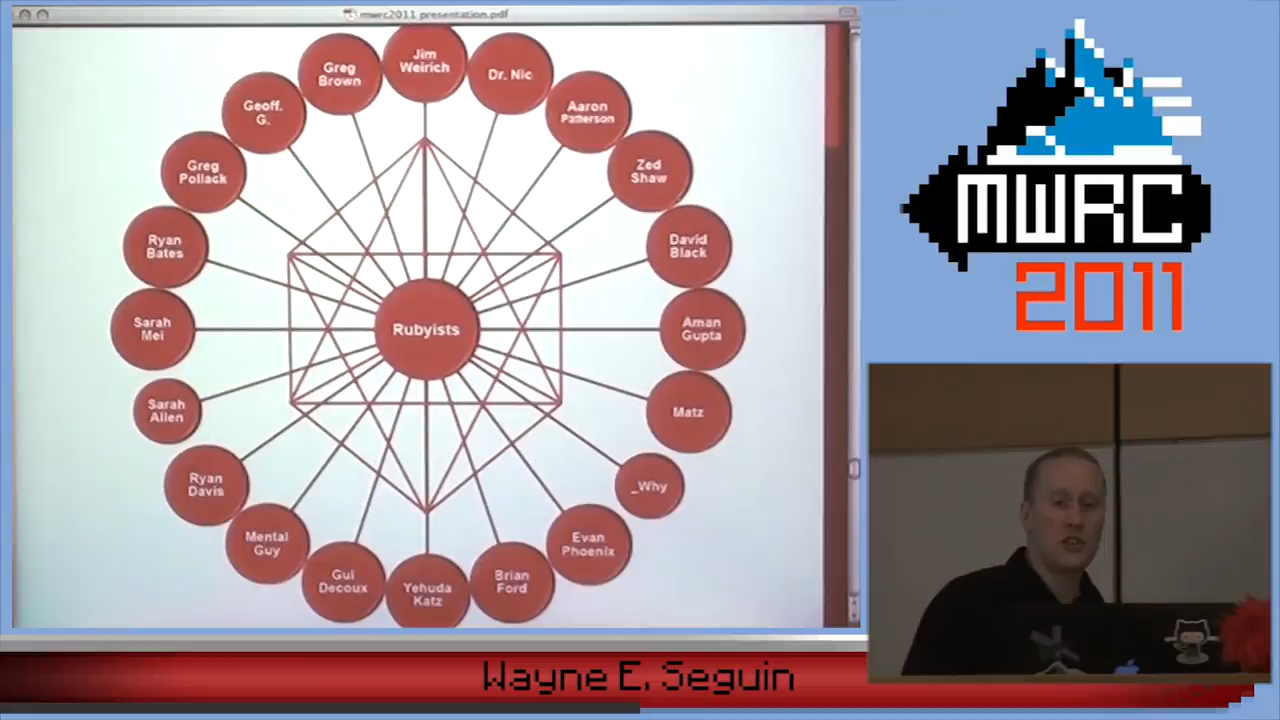 mwrc2011 presentation.pdf
Jim
Weirich
Dr. Nic
Aaron
Patterson
Zed
Shaw
David
Black
Aman
Gupta
Matz
_Why
Evan
Phoenix
Brian
Ford
Yehuda
Katz
Gui
Decoux
Mental
Guy
Ryan
Davis
Sarah
Allen
Sarah
Mei
Ryan
Bates
Greg
Pollack
Geoff.
G.
Greg
Brown
Rubyists
MWRC
2011
Wayne E. Seguin